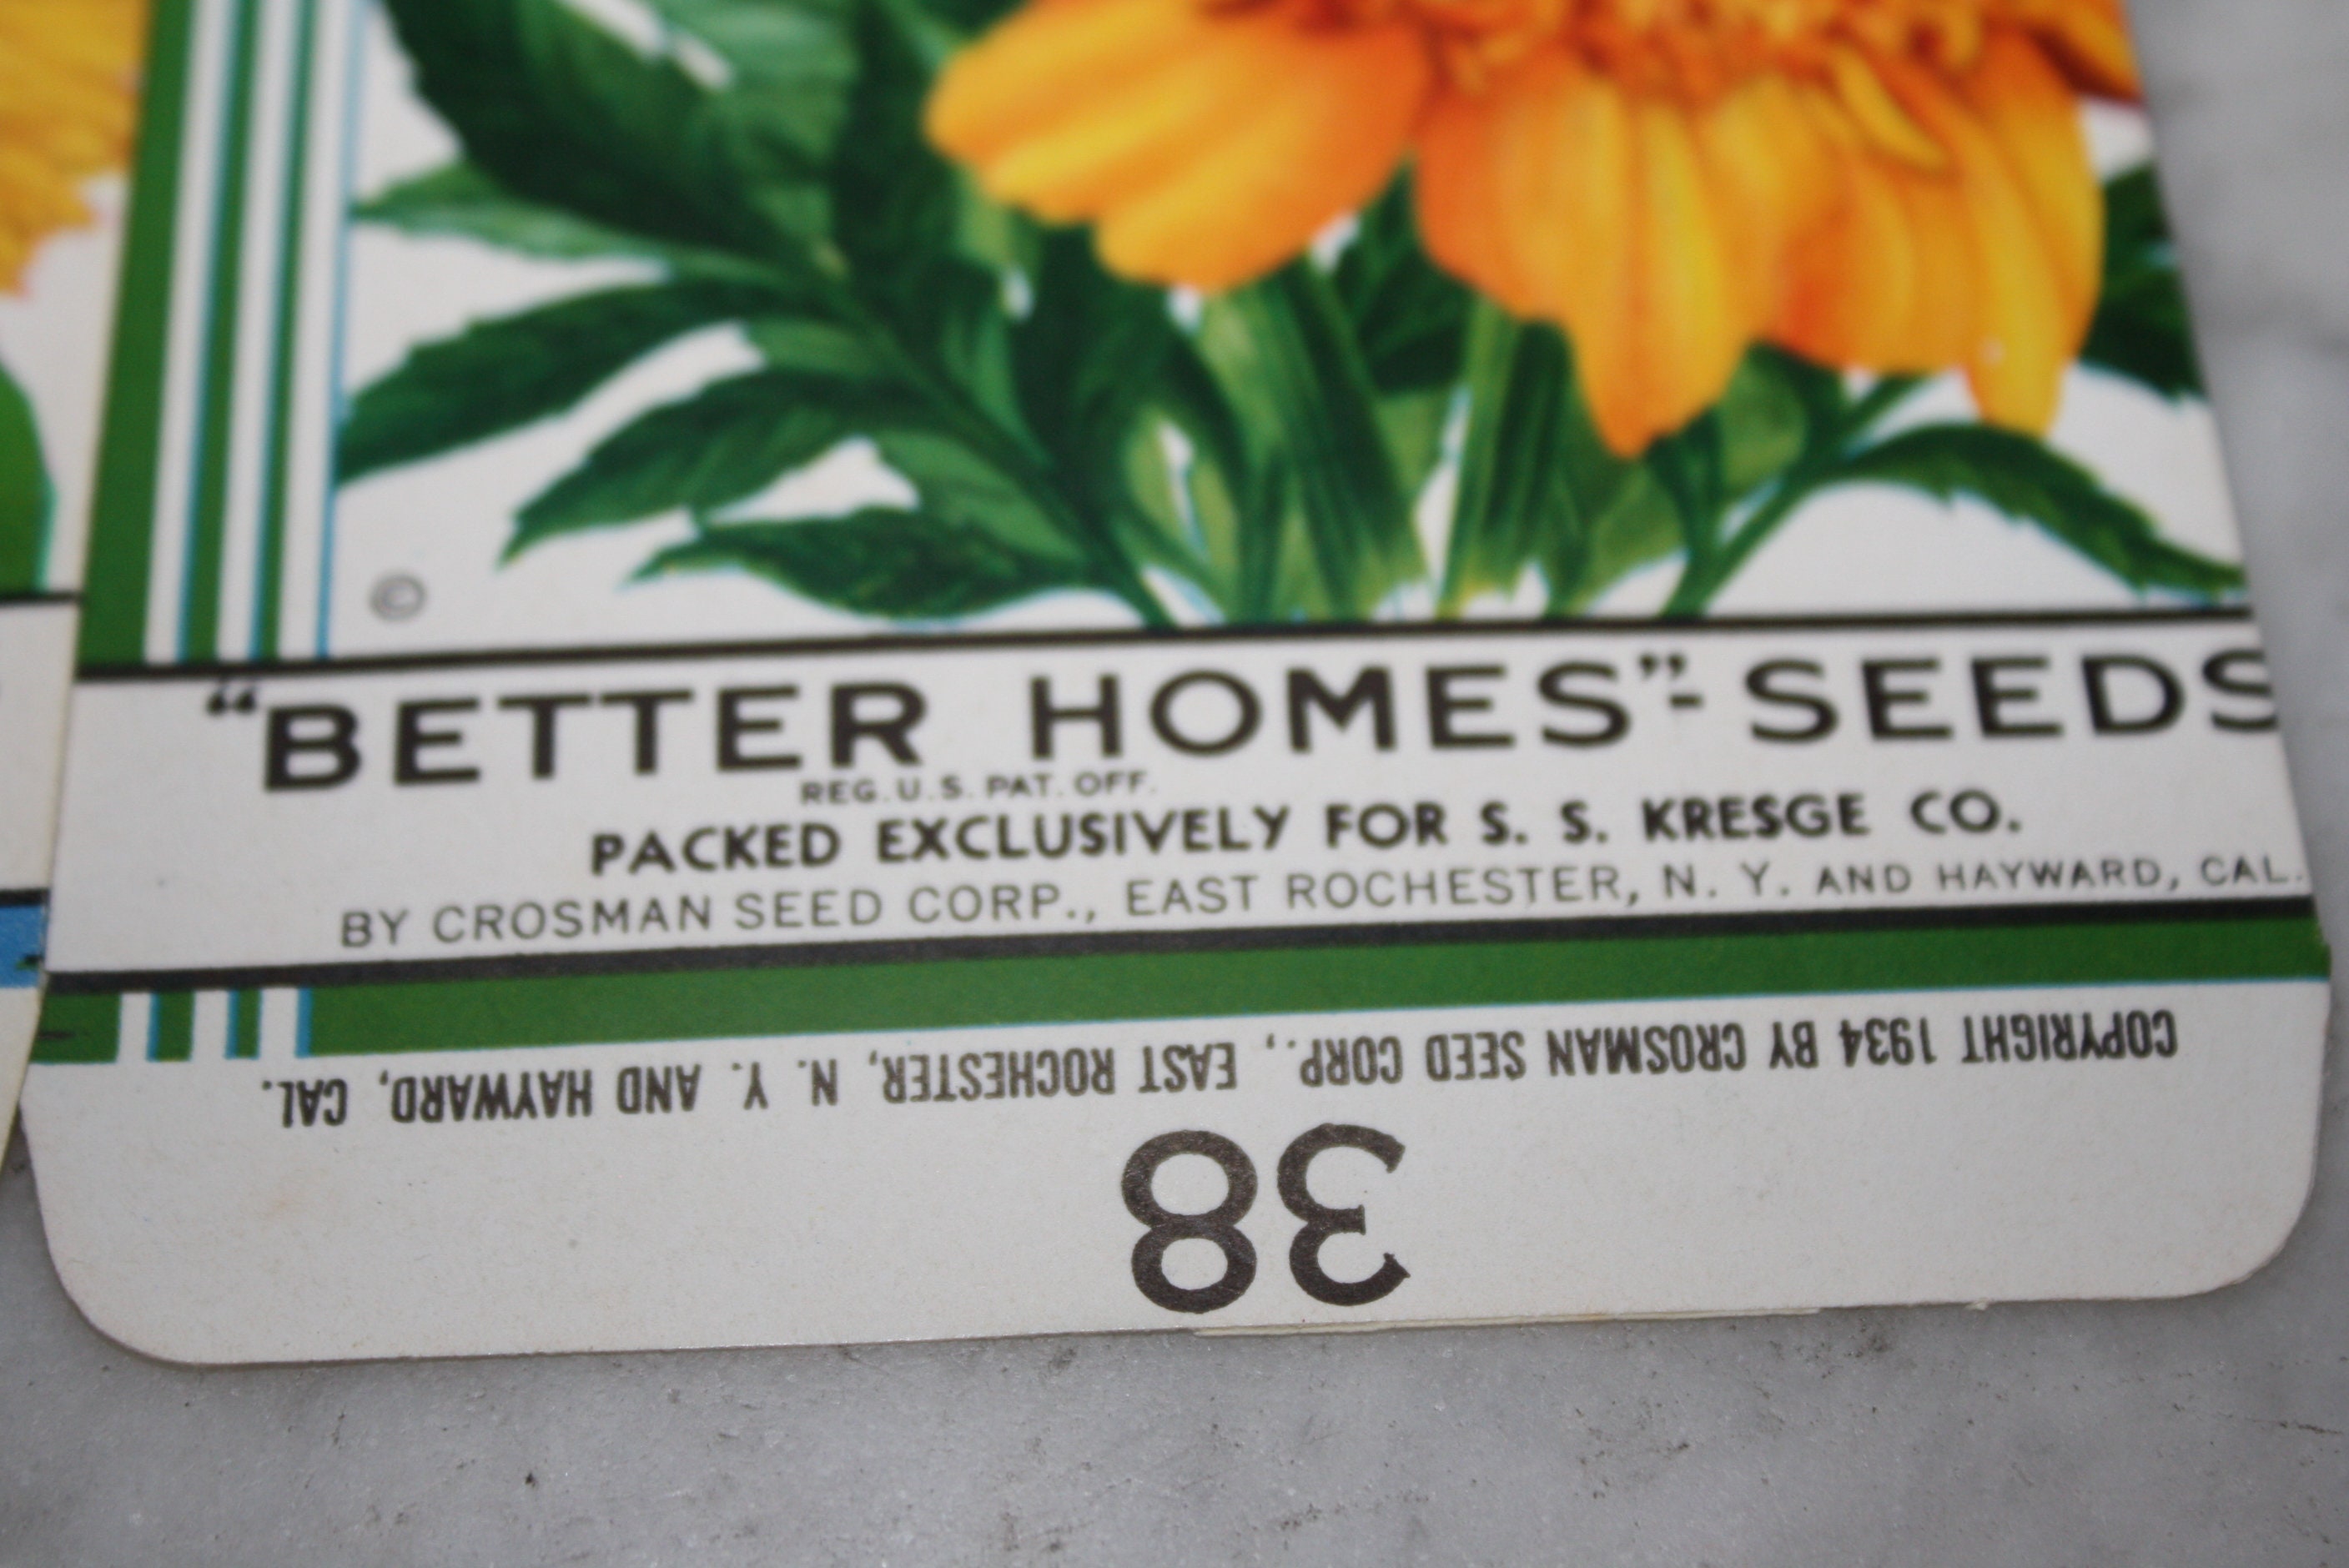 ©
“BETTER HOMES”- SEEDS
REG. U.S. PAT. OFF.
PACKED EXCLUSIVELY FOR S. S. KRESGE CO.
BY CROSMAN SEED CORP., EAST ROCHESTER, N. Y. AND HAYWARD, CAL.
COPYRIGHT 1934 BY CROSMAN SEED CORP., EAST ROCHESTER, N. Y. AND HAYWARD, CAL.
38